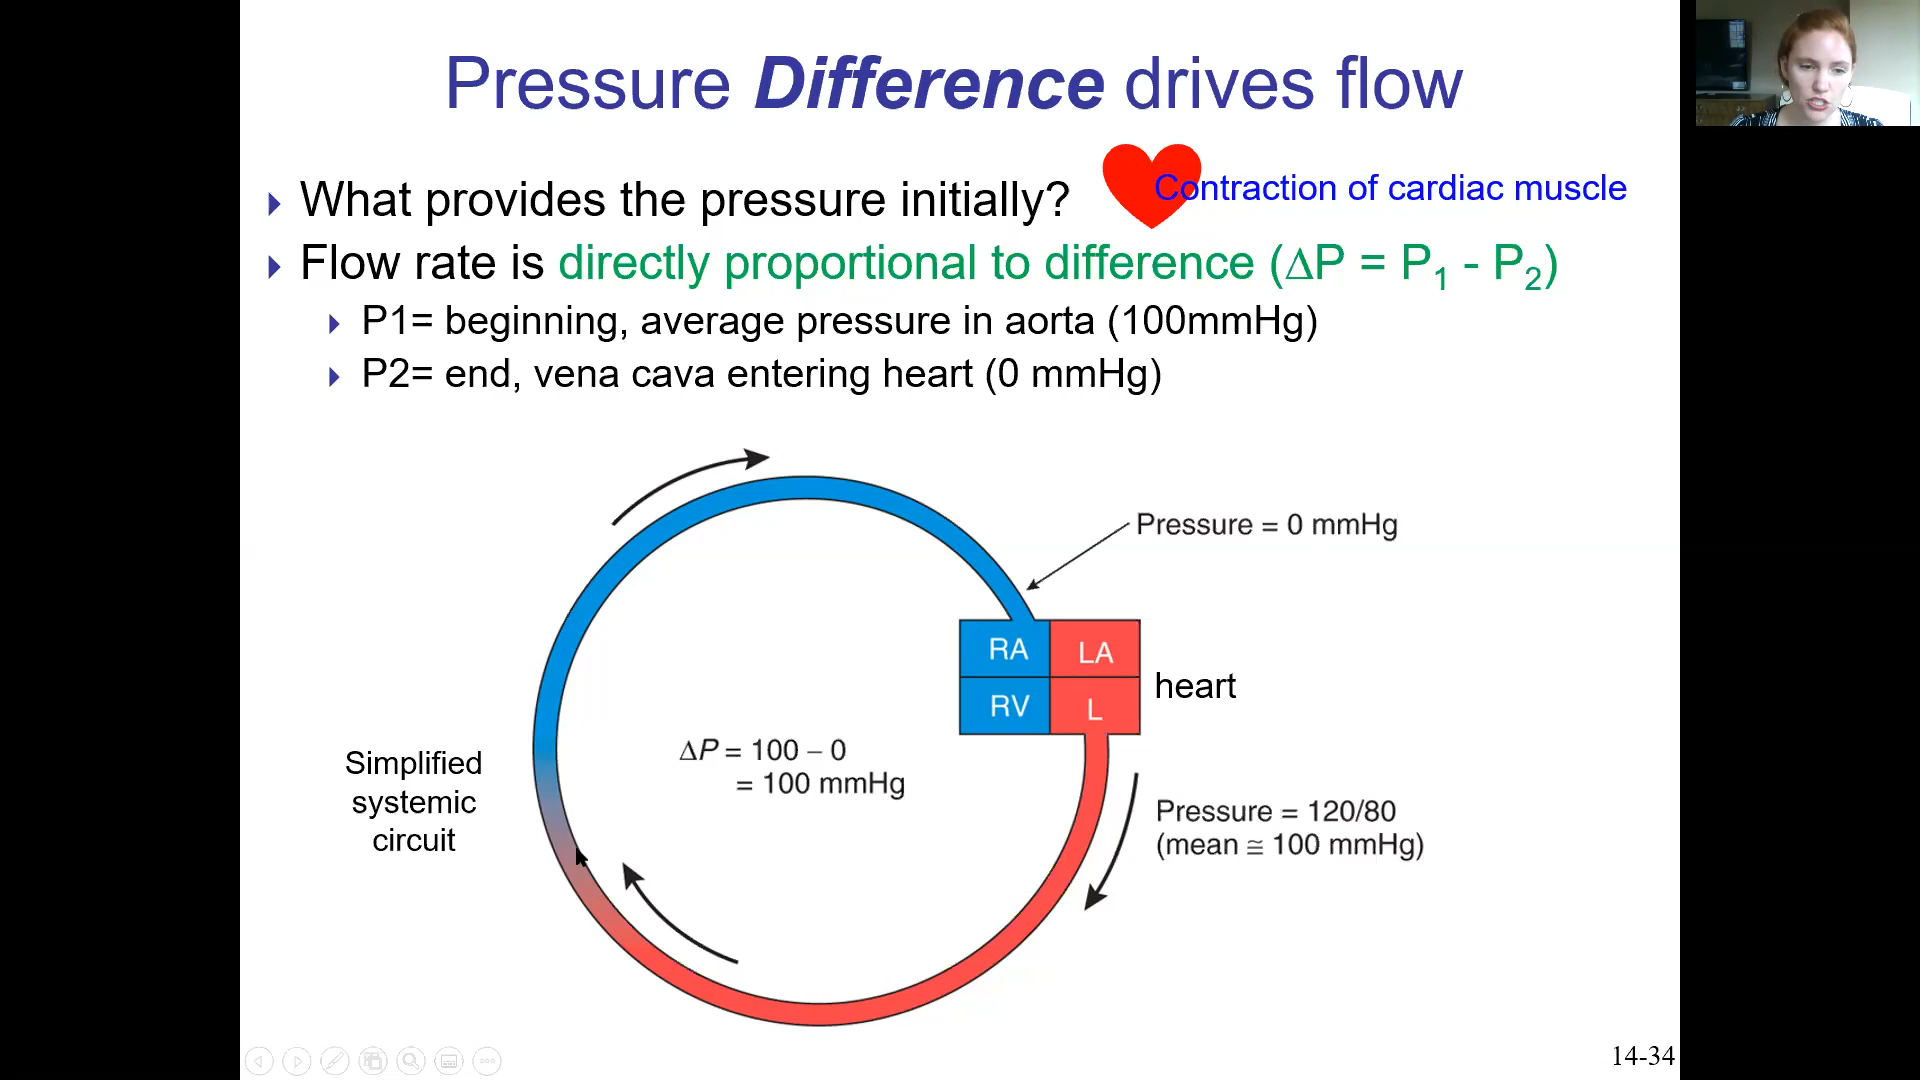 Pressure Difference drives flow
What provides the pressure initially?
Contraction of cardiac muscle
Flow rate is directly proportional to difference (ΔP = P1 - P2)
P1= beginning, average pressure in aorta (100mmHg)
P2= end, vena cava entering heart (0 mmHg)
Pressure = 0 mmHg
RA
LA
RV
L
heart
ΔP = 100 – 0
= 100 mmHg
Simplified
systemic
circuit
Pressure = 120/80
(mean ≅ 100 mmHg)
14-34